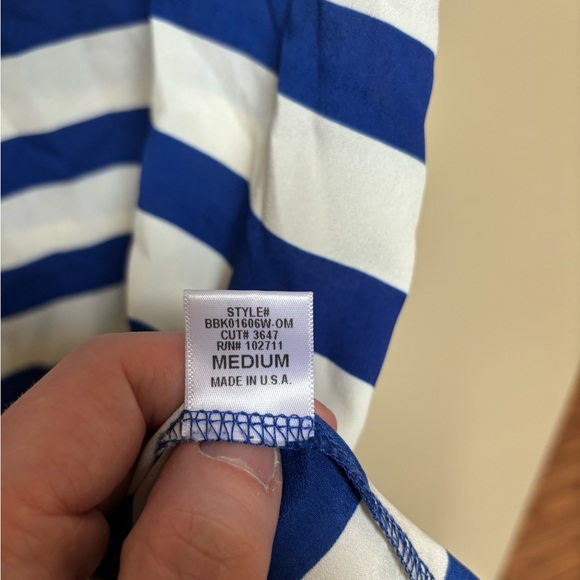 STYLE#
BBK01606W-OM
CUT# 3647
R/N# 102711
MEDIUM
MADE IN U.S.A.